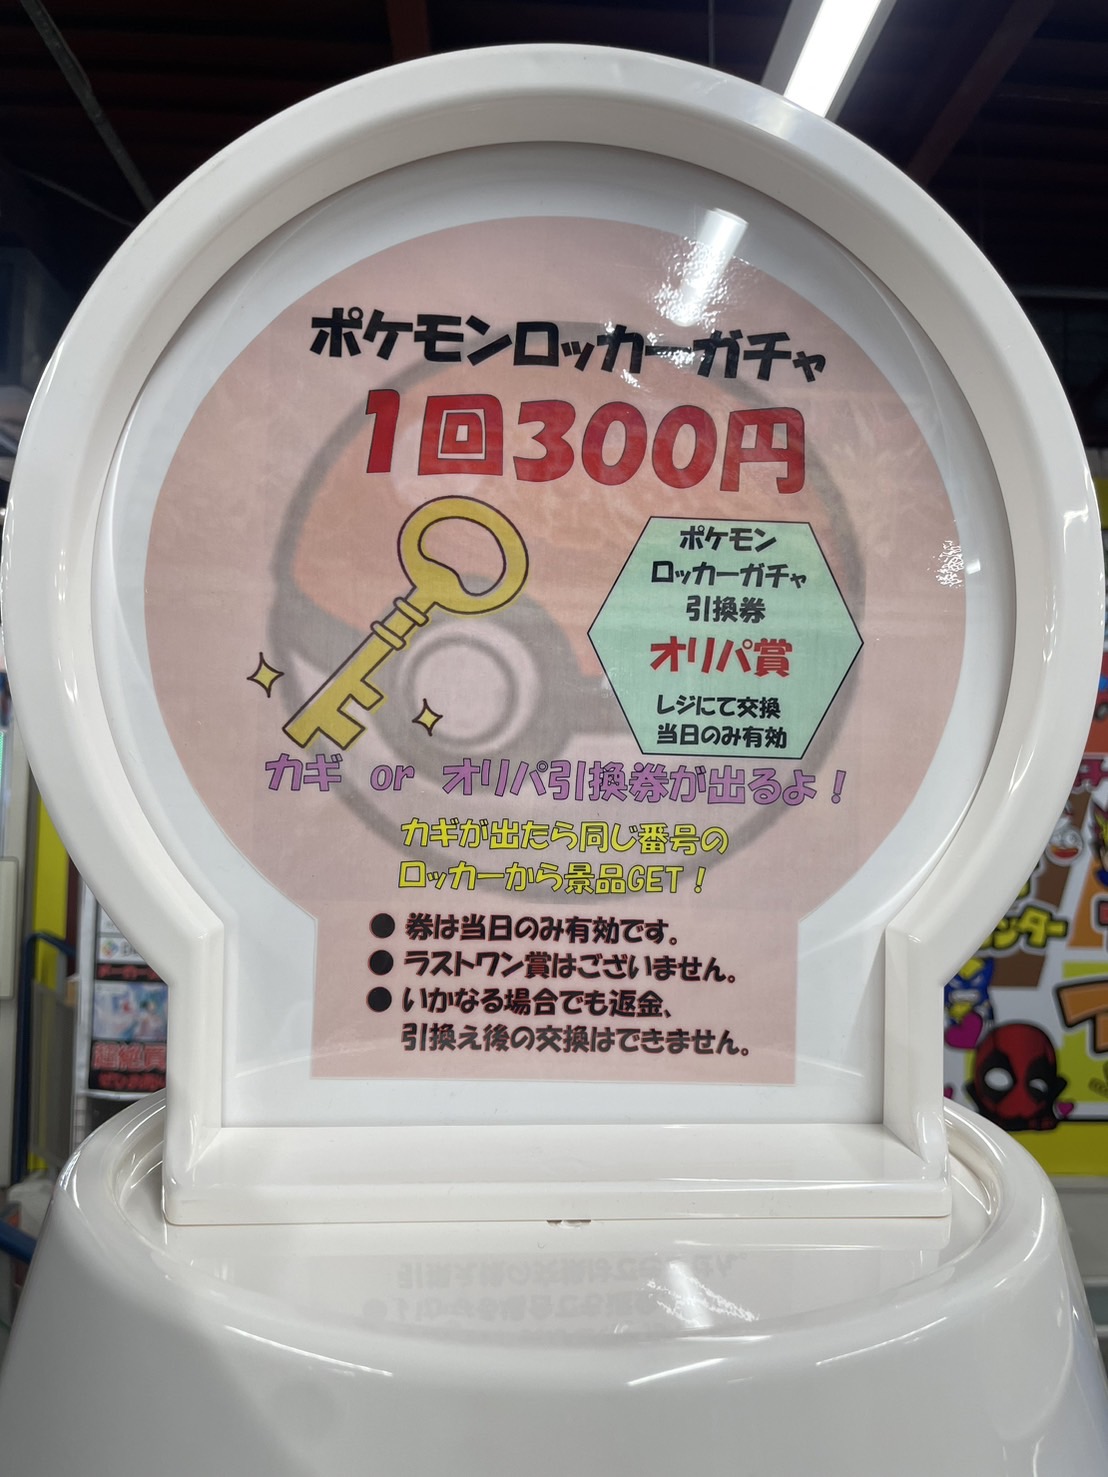 ポケモンロッカーガチャ
1回300円
ポケモン
ロッカーガチャ
引換券
オリパ賞
レジにて交換
当日のみ有効
カギ or オリパ引換券が出るよ！
カギが出たら同じ番号の
ロッカーから景品GET！
● 券は当日のみ有効です。
● ラストワン賞はございません。
● いかなる場合でも返金、
引換え後の交換はできません。